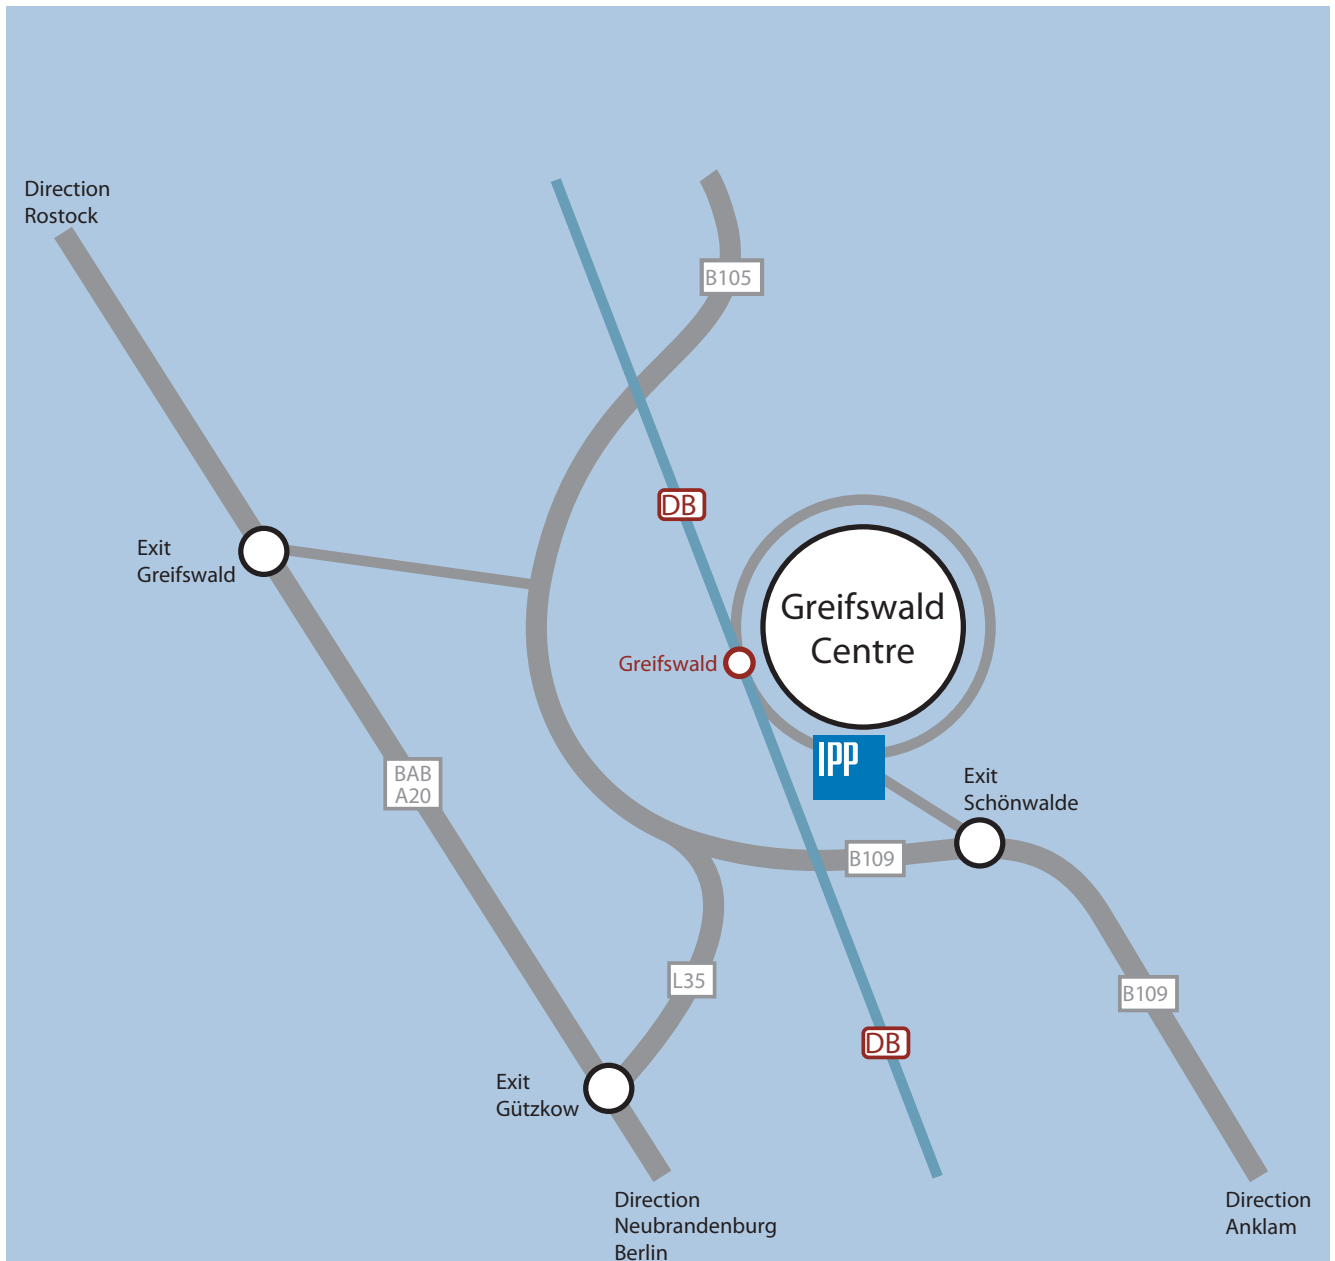 Direction
Rostock
B105
DB
Exit
Greifswald
Greifswald
Centre
Greifswald
IPP
BAB
A20
Exit
Schönwalde
B109
L35
B109
DB
Exit
Gützkow
Direction
Neubrandenburg
Berlin
Direction
Anklam